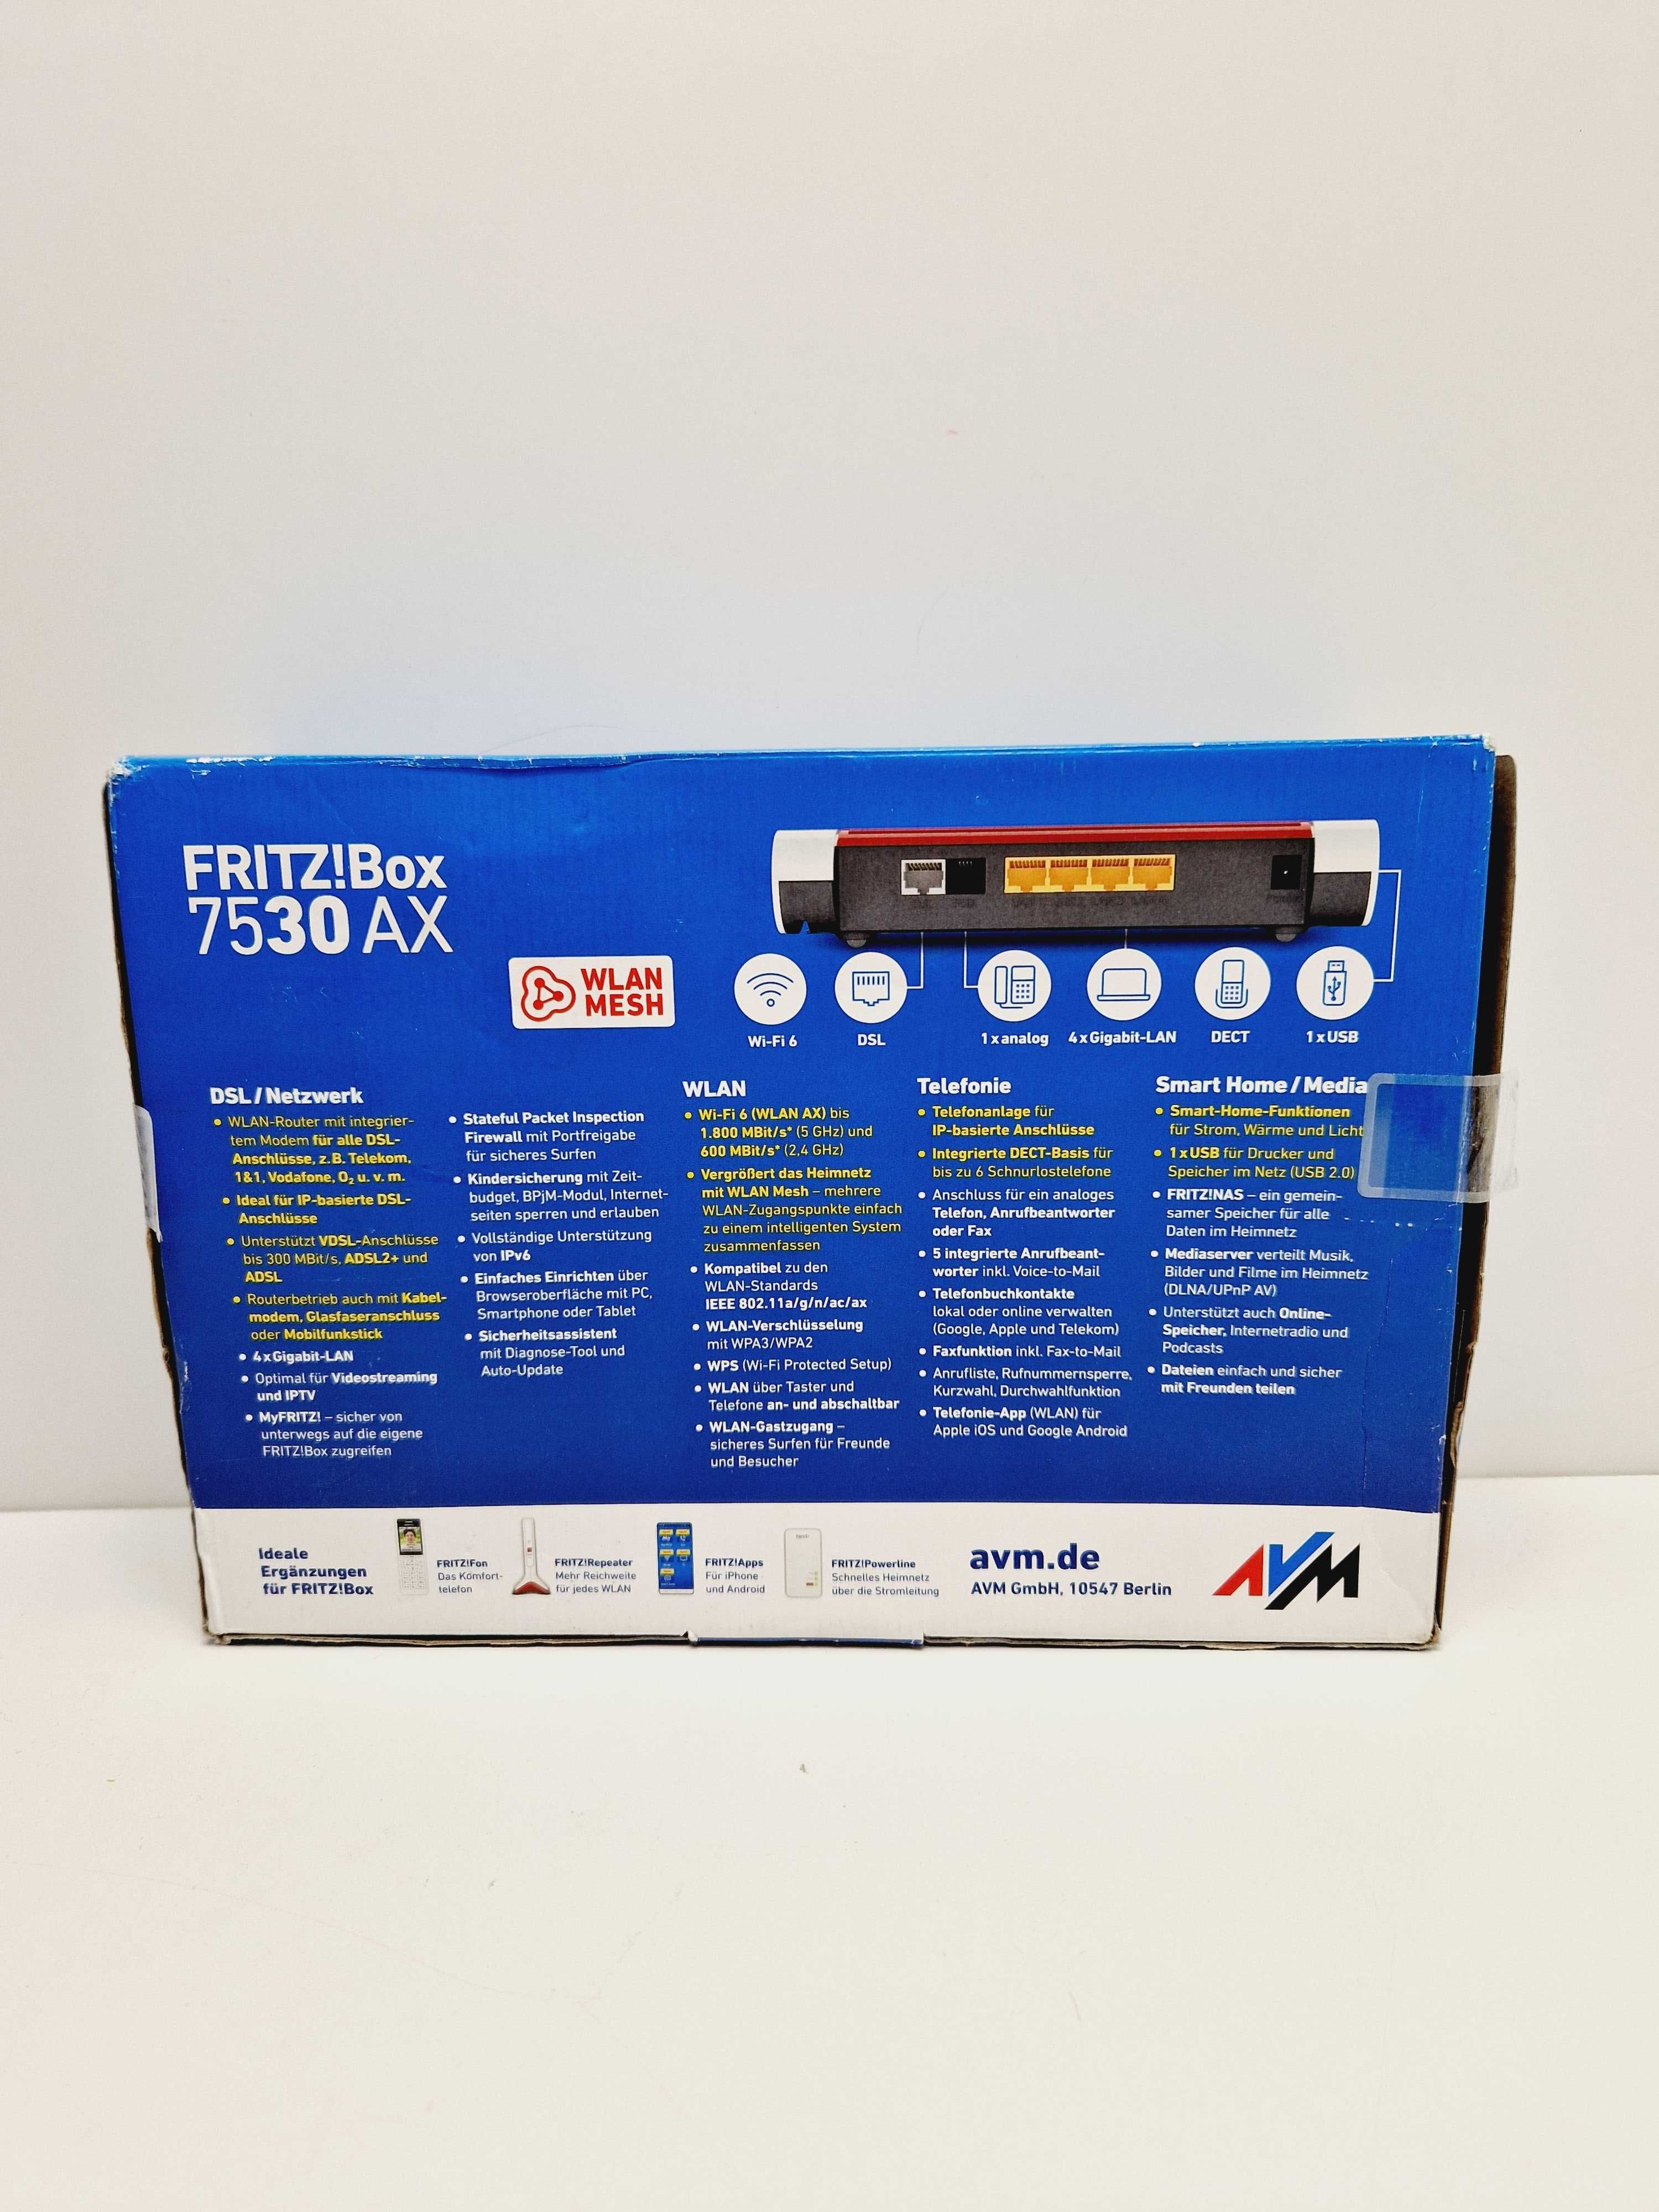 FRITZ!Box
7530 AX
WLAN
MESH
Wi-Fi 6
DSL
1 x analog
4 x Gigabit-LAN
DECT
1 x USB
DSL / Netzwerk
• WLAN-Router mit integrier-
tem Modem für alle DSL-
Anschlüsse, z.B. Telekom,
1&1, Vodafone, O₂ u. v. m.
• Ideal für IP-basierte DSL-
Anschlüsse
• Unterstützt VDSL-Anschlüsse
bis 300 MBit/s, ADSL2+ und
ADSL
• Routerbetrieb auch mit Kabel-
modem, Glasfaseranschluss
oder Mobilfunkstick
• 4 x Gigabit-LAN
• Optimal für Videostreaming
und IPTV
• MyFRITZ! – sicher von
unterwegs auf die eigene
FRITZ!Box zugreifen
• Stateful Packet Inspection
Firewall mit Portfreigabe
für sicheres Surfen
• Kindersicherung mit Zeit-
budget, BPjM-Modul, Internet-
seiten sperren und erlauben
• Vollständige Unterstützung
von IPv6
• Einfaches Einrichten über
Browseroberfläche mit PC,
Smartphone oder Tablet
• Sicherheitsassistent
mit Diagnose-Tool und
Auto-Update
WLAN
• Wi-Fi 6 (WLAN AX) bis
1.800 MBit/s* (5 GHz) und
600 MBit/s* (2,4 GHz)
• Vergrößert das Heimnetz
mit WLAN Mesh – mehrere
WLAN-Zugangspunkte einfach
zu einem intelligenten System
zusammenfassen
• Kompatibel zu den
WLAN-Standards
IEEE 802.11a/g/n/ac/ax
• WLAN-Verschlüsselung
mit WPA3/WPA2
• WPS (Wi-Fi Protected Setup)
• WLAN über Taster und
Telefone an- und abschaltbar
• WLAN-Gastzugang –
sicheres Surfen für Freunde
und Besucher
Telefonie
• Telefonanlage für
IP-basierte Anschlüsse
• Integrierte DECT-Basis für
bis zu 6 Schnurlostelefone
• Anschluss für ein analoges
Telefon, Anrufbeantworter
oder Fax
• 5 integrierte Anrufbeant-
worter inkl. Voice-to-Mail
• Telefonbuchkontakte
lokal oder online verwalten
(Google, Apple und Telekom)
• Faxfunktion inkl. Fax-to-Mail
• Anrufliste, Rufnummernsperre,
Kurzwahl, Durchwahlfunktion
• Telefonie-App (WLAN) für
Apple iOS und Google Android
Smart Home / Media
• Smart-Home-Funktionen
für Strom, Wärme und Licht
• 1 x USB für Drucker und
Speicher im Netz (USB 2.0)
• FRITZ!NAS – ein gemein-
samer Speicher für alle
Daten im Heimnetz
• Mediaserver verteilt Musik,
Bilder und Filme im Heimnetz
(DLNA/UPnP AV)
• Unterstützt auch Online-
Speicher, Internetradio und
Podcasts
• Dateien einfach und sicher
mit Freunden teilen
Ideale
Ergänzungen
für FRITZ!Box
FRITZ!Fon
Das Komfort-
telefon
FRITZ!Repeater
Mehr Reichweite
für jedes WLAN
FRITZ!Apps
Für iPhone
und Android
FRITZ!Powerline
Schnelles Heimnetz
über die Stromleitung
avm.de
AVM GmbH, 10547 Berlin
AVM